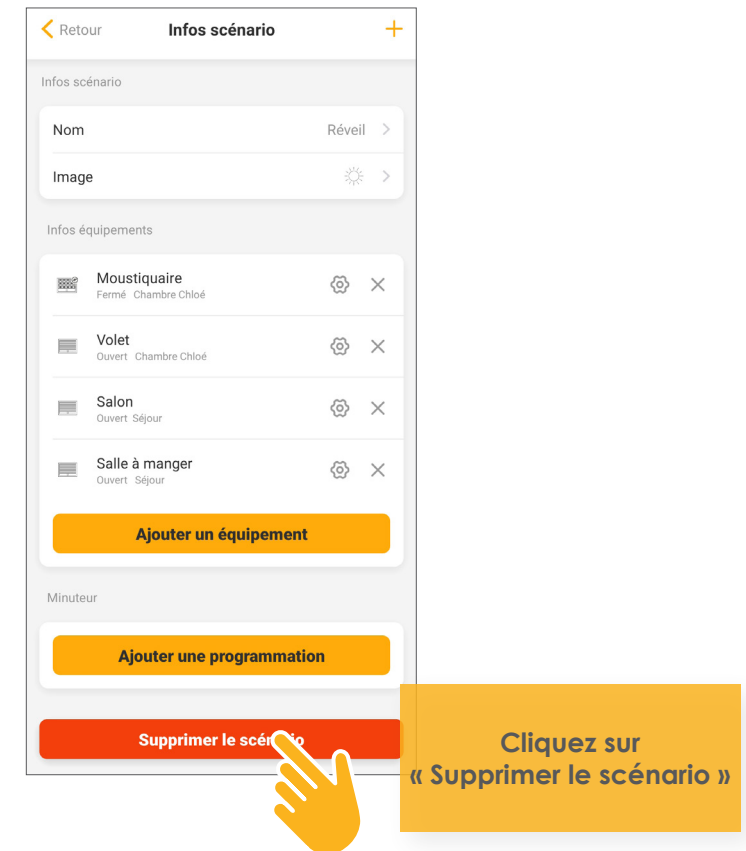 Retour Infos scénario +
Infos scénario
Nom Réveil
Image
Infos équipements
Moustiquaire
Fermé Chambre Chloé
Volet
Ouvert Chambre Chloé
Salon
Ouvert Séjour
Salle à manger
Ouvert Séjour
Ajouter un équipement
Minuteur
Ajouter une programmation
Supprimer le scénario
Cliquez sur
« Supprimer le scénario »